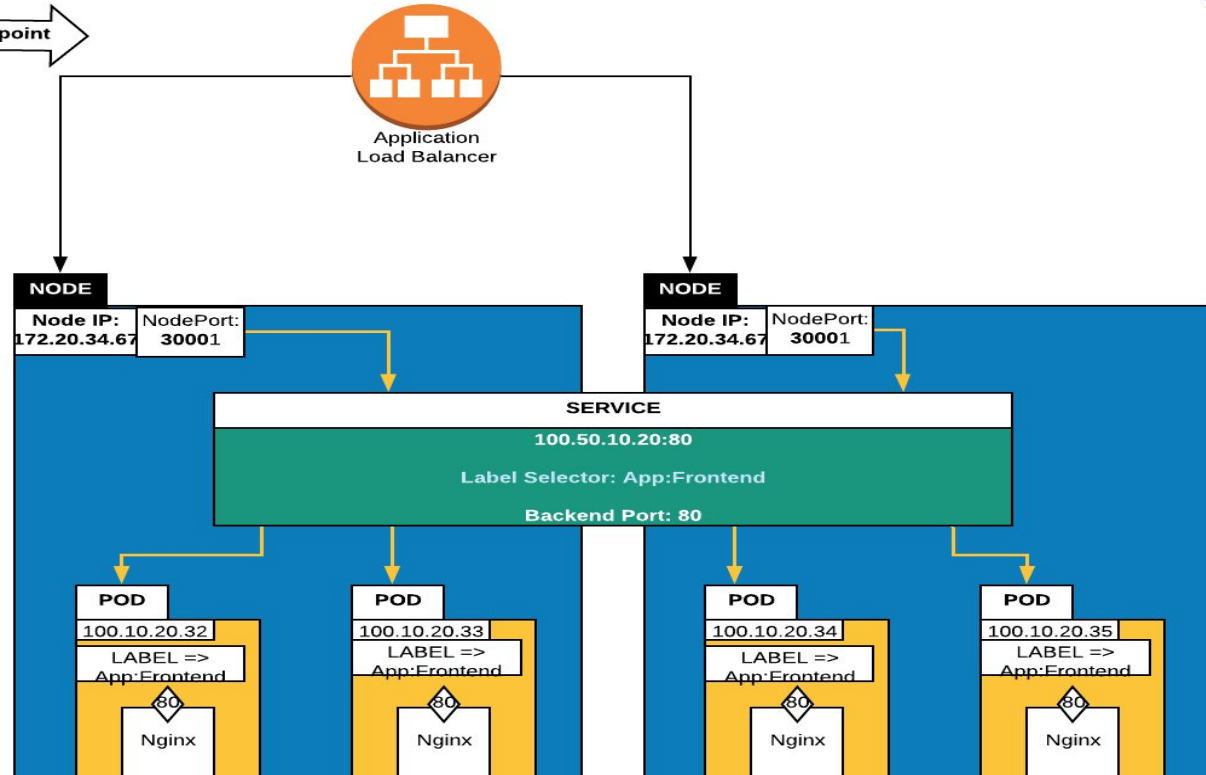 point
Application
Load Balancer
NODE
Node IP:
172.20.34.67
NodePort:
30001
NODE
Node IP:
172.20.34.67
NodePort:
30001
SERVICE
100.50.10.20:80
Label Selector: App:Frontend
Backend Port: 80
POD
100.10.20.32
LABEL =>
App:Frontend
80
Nginx
POD
100.10.20.33
LABEL =>
App:Frontend
80
Nginx
POD
100.10.20.34
LABEL =>
App:Frontend
80
Nginx
POD
100.10.20.35
LABEL =>
App:Frontend
80
Nginx